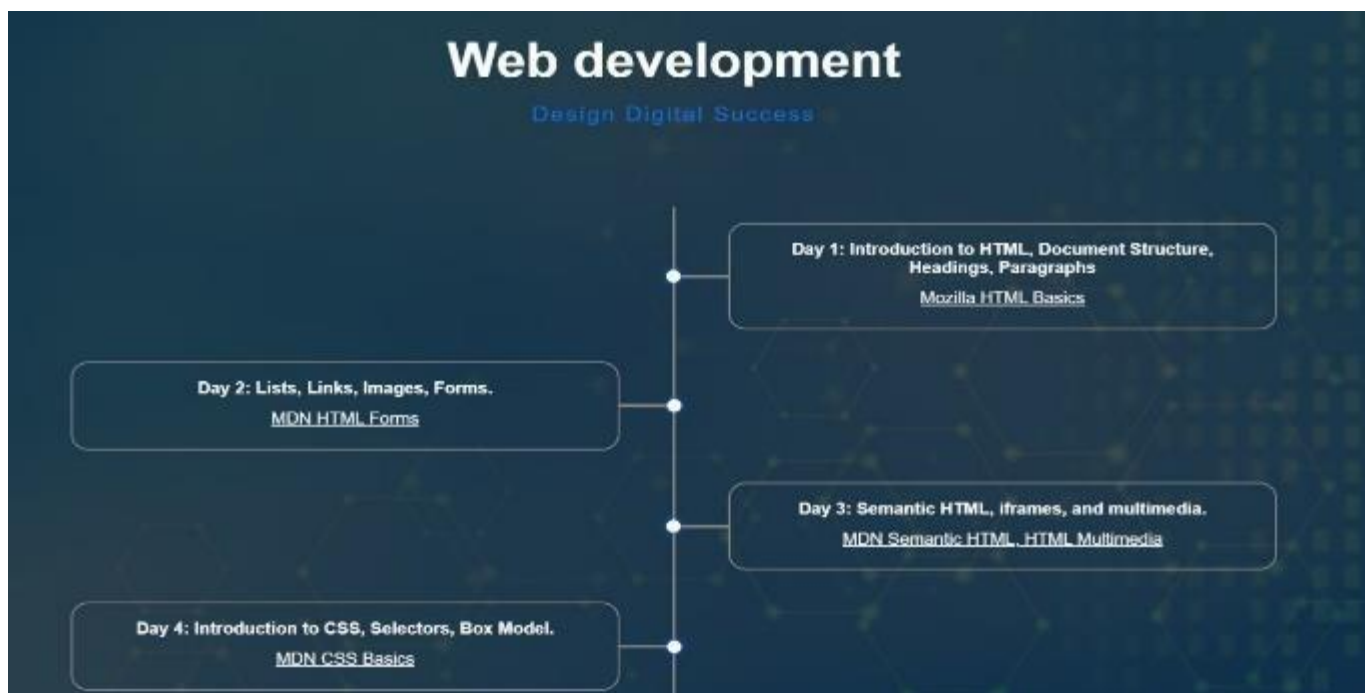 Web development
Design Digital Success
Day 1: Introduction to HTML, Document Structure,
Headings, Paragraphs
Mozilla HTML Basics
Day 2: Lists, Links, Images, Forms.
MDN HTML Forms
Day 3: Semantic HTML, iframes, and multimedia.
MDN Semantic HTML, HTML Multimedia
Day 4: Introduction to CSS, Selectors, Box Model.
MDN CSS Basics